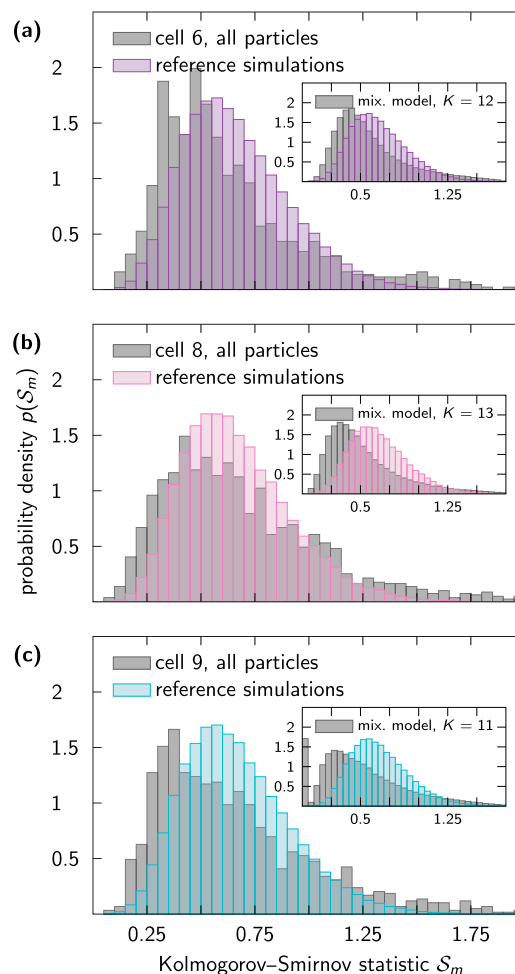 (a)
cell 6, all particles
reference simulations
2
1.5
1
0.5
mix. model, K = 12
2
1.5
1
0.5
0.5
1.25
(b)
cell 8, all particles
reference simulations
2
1.5
1
0.5
mix. model, K = 13
2
1.5
1
0.5
0.5
1.25
probability density p(𝒮ₘ)
(c)
cell 9, all particles
reference simulations
2
1.5
1
0.5
mix. model, K = 11
2
1.5
1
0.5
0.5
1.25
0.25
0.75
1.25
1.75
Kolmogorov–Smirnov statistic 𝒮ₘ